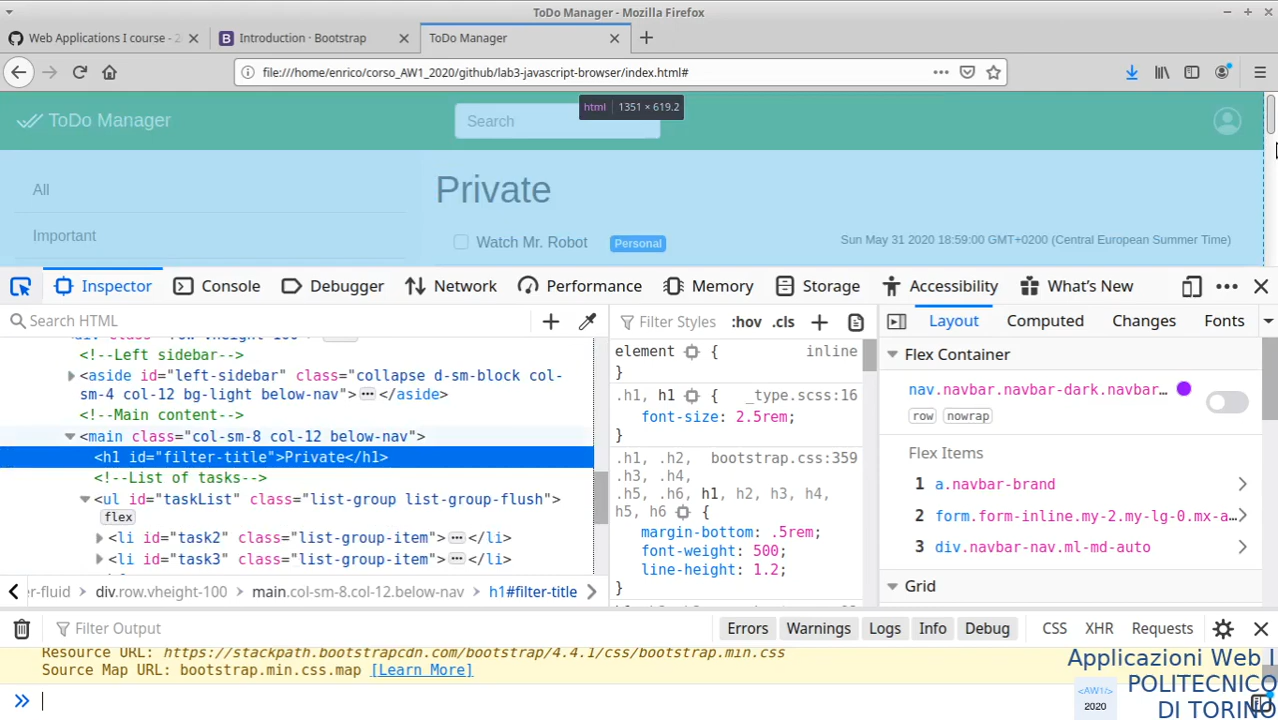 ToDo Manager - Mozilla Firefox
Web Applications I course - 2
Introduction · Bootstrap
ToDo Manager
file:///home/enrico/corso_AW1_2020/github/lab3-javascript-browser/index.html#
html 1351 × 619.2
ToDo Manager
Search
All
Important
Private
Watch Mr. Robot Personal
Sun May 31 2020 18:59:00 GMT+0200 (Central European Summer Time)
Inspector Console Debugger Network Performance Memory Storage Accessibility What's New
Search HTML
<!--Left sidebar-->
<aside id="left-sidebar" class="collapse d-sm-block col-
sm-4 col-12 bg-light below-nav"> </aside>
<!--Main content-->
<main class="col-sm-8 col-12 below-nav">
<h1 id="filter-title">Private</h1>
<!--List of tasks-->
<ul id="taskList" class="list-group list-group-flush">
flex
<li id="task2" class="list-group-item"> </li>
<li id="task3" class="list-group-item"> </li>
er-fluid div.row.vheight-100 main.col-sm-8.col-12.below-nav h1#filter-title
Filter Styles :hov .cls
element { inline
}
.h1, h1 { _type.scss:16
font-size: 2.5rem;
}
.h1, .h2, bootstrap.css:359
.h3, .h4,
.h5, .h6, h1, h2, h3, h4,
h5, h6 {
margin-bottom: .5rem;
font-weight: 500;
line-height: 1.2;
}
Layout Computed Changes Fonts
Flex Container
nav.navbar.navbar-dark.navbar…
row nowrap
Flex Items
1 a.navbar-brand
2 form.form-inline.my-2.my-lg-0.mx-a…
3 div.navbar-nav.ml-md-auto
Grid
Filter Output
Errors Warnings Logs Info Debug CSS XHR Requests
Resource URL: https://stackpath.bootstrapcdn.com/bootstrap/4.4.1/css/bootstrap.min.css
Source Map URL: bootstrap.min.css.map [Learn More]
Applicazioni Web I
POLITECNICO
DI TORINO
<AW1/>
2020